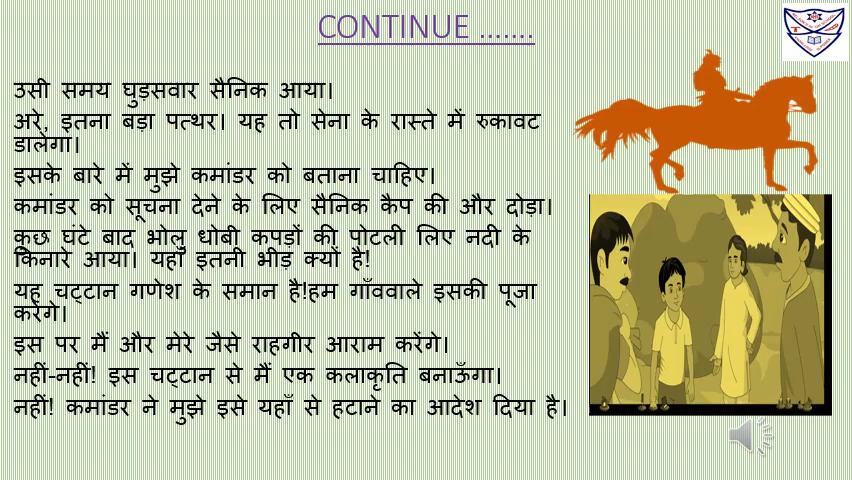 CONTINUE .......
उसी समय घुड़सवार सैनिक आया।
अरे, इतना बड़ा पत्थर। यह तो सेना के रास्ते में रुकावट
डालेगा।
इसके बारे में मुझे कमांडर को बताना चाहिए।
कमांडर को सूचना देने के लिए सैनिक कैप की और दोड़ा।
कुछ घंटे बाद भोलु धोबी कपड़ों की पोटली लिए नदी के
किनारे आया। यहाँ इतनी भीड़ क्यों है!
यह चट्टान गणेश के समान है!हम गाँववाले इसकी पूजा
करेंगे।
इस पर मैं और मेरे जैसे राहगीर आराम करेंगे।
नहीं-नहीं! इस चट्टान से मैं एक कलाकृति बनाऊँगा।
नहीं! कमांडर ने मुझे इसे यहाँ से हटाने का आदेश दिया है।